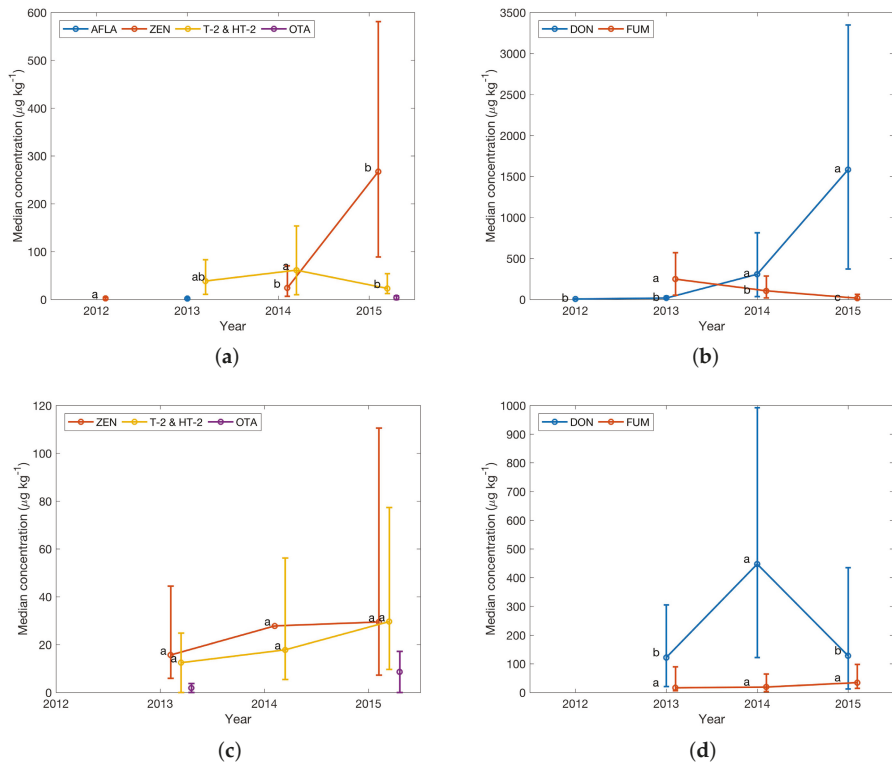 600
500
400
300
200
100
0
AFLA ZEN T-2 & HT-2 OTA
a
ab
a
b
b
b
2012 2013 2014 2015
Year
Median concentration (μg kg-1)
(a)
3500
3000
2500
2000
1500
1000
500
0
DON FUM
b
b
a
a
b
a
c
2012 2013 2014 2015
Year
Median concentration (μg kg-1)
(b)
120
100
80
60
40
20
0
ZEN T-2 & HT-2 OTA
a
a
a
a
a
a
2012 2013 2014 2015
Year
Median concentration (μg kg-1)
(c)
1000
900
800
700
600
500
400
300
200
100
0
DON FUM
b
a
a
a
b
a
2012 2013 2014 2015
Year
Median concentration (μg kg-1)
(d)